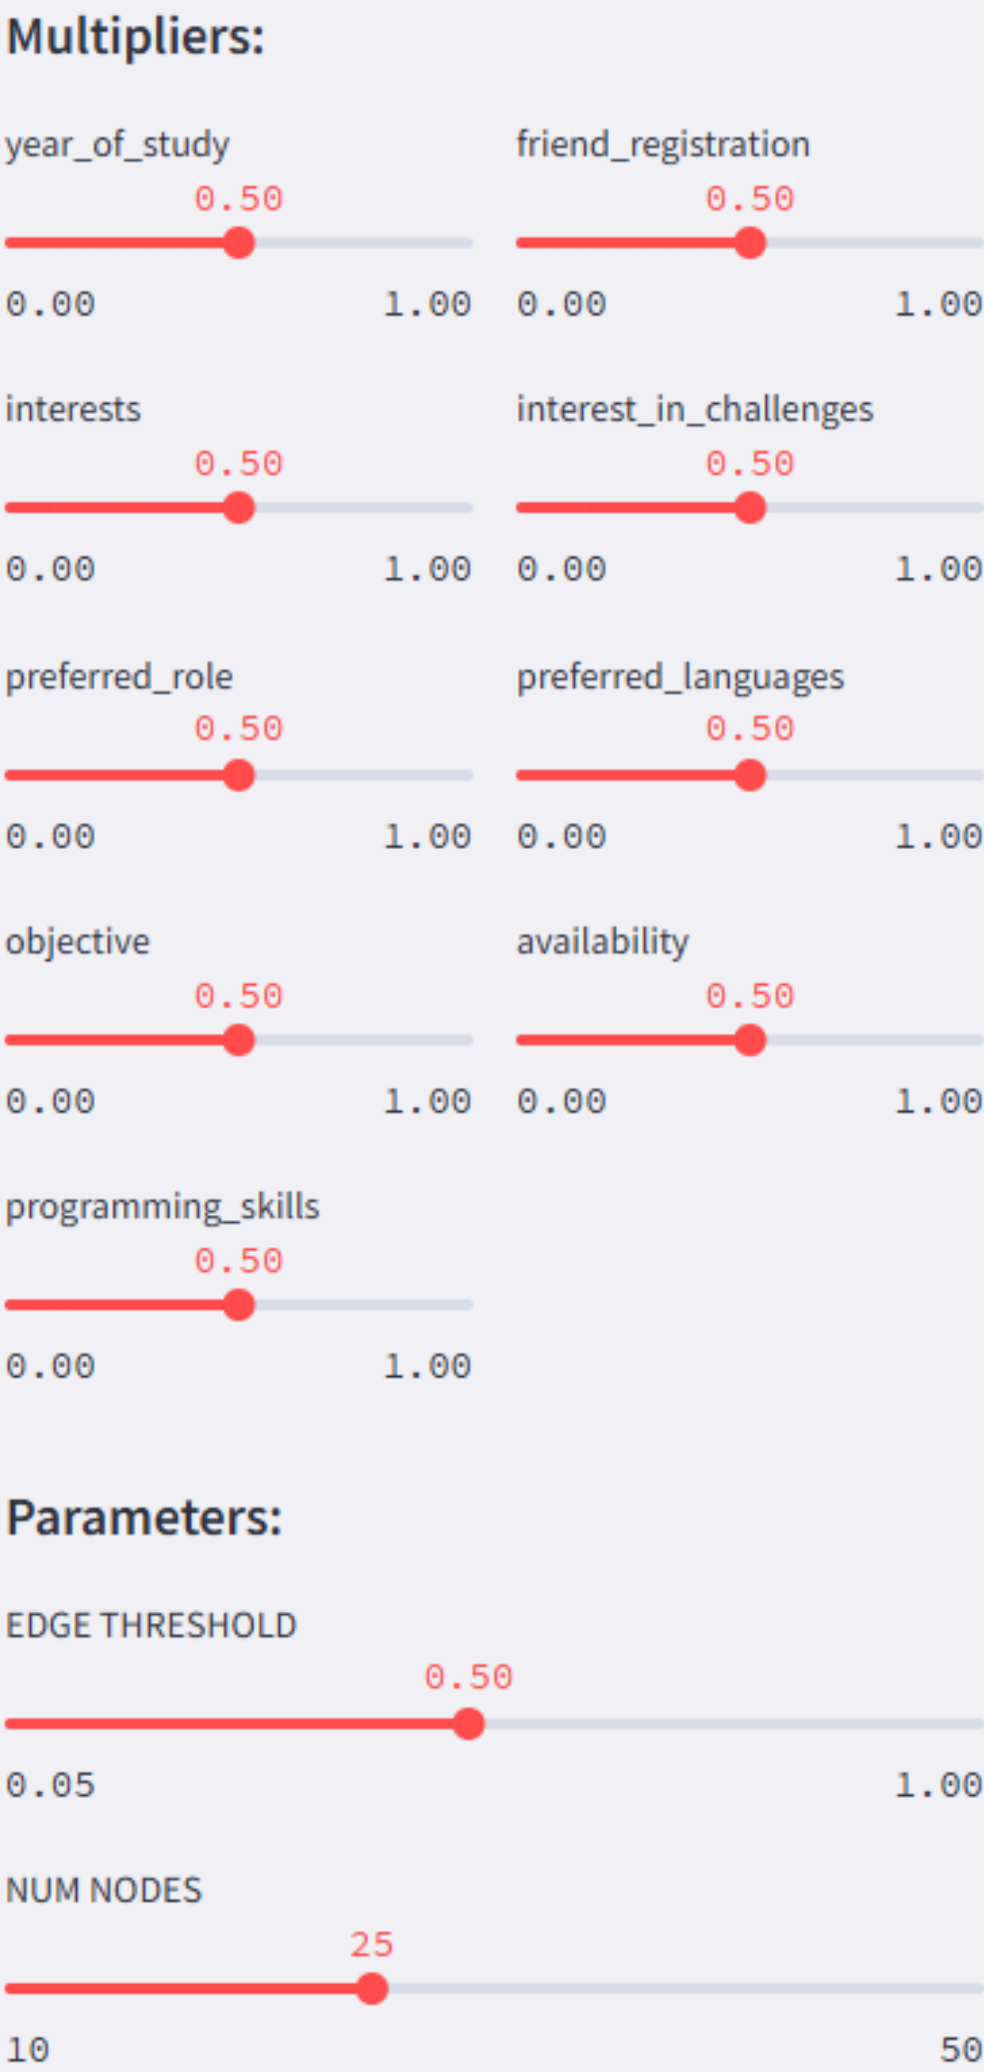 Multipliers:
year_of_study friend_registration
0.50 0.50
0.00 1.00 0.00 1.00
interests interest_in_challenges
0.50 0.50
0.00 1.00 0.00 1.00
preferred_role preferred_languages
0.50 0.50
0.00 1.00 0.00 1.00
objective availability
0.50 0.50
0.00 1.00 0.00 1.00
programming_skills
0.50
0.00 1.00
Parameters:
EDGE THRESHOLD
0.50
0.05 1.00
NUM NODES
25
10 50